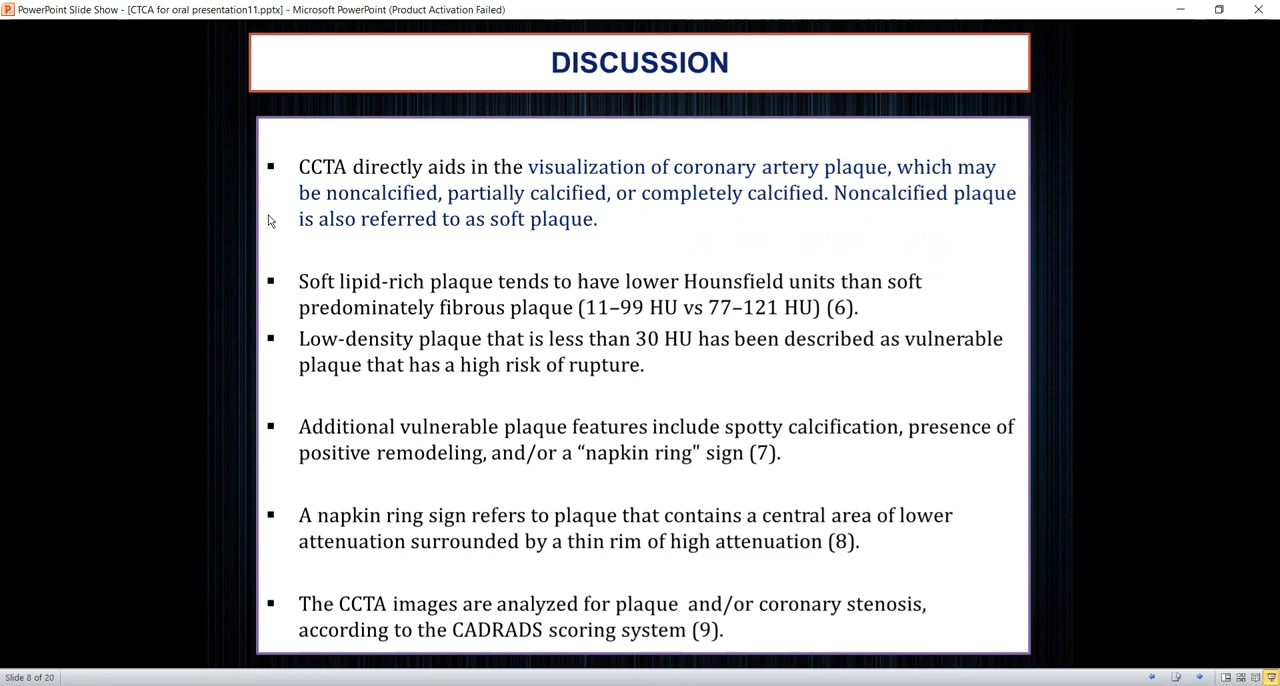 PowerPoint Slide Show - [CTCA for oral presentation11.pptx] - Microsoft PowerPoint (Product Activation Failed)
DISCUSSION
▪ CCTA directly aids in the visualization of coronary artery plaque, which may
be noncalcified, partially calcified, or completely calcified. Noncalcified plaque
is also referred to as soft plaque.
▪ Soft lipid-rich plaque tends to have lower Hounsfield units than soft
predominately fibrous plaque (11–99 HU vs 77–121 HU) (6).
▪ Low-density plaque that is less than 30 HU has been described as vulnerable
plaque that has a high risk of rupture.
▪ Additional vulnerable plaque features include spotty calcification, presence of
positive remodeling, and/or a “napkin ring" sign (7).
▪ A napkin ring sign refers to plaque that contains a central area of lower
attenuation surrounded by a thin rim of high attenuation (8).
▪ The CCTA images are analyzed for plaque  and/or coronary stenosis,
according to the CADRADS scoring system (9).
Slide 8 of 20